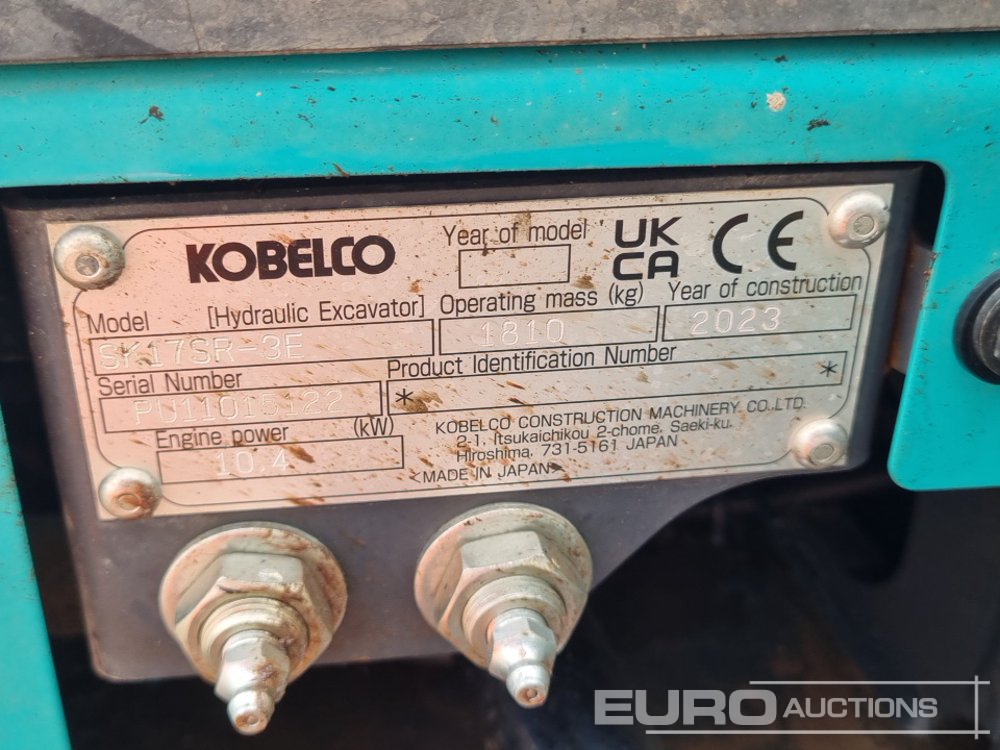 KOBELCO
Year of model
UK
CA
CE
Model [Hydraulic Excavator]
SK17SR-3E
Operating mass (kg)
1810
Year of construction
2023
Serial Number
PU11015122
Product Identification Number
* *
Engine power (kW)
10.4
KOBELCO CONSTRUCTION MACHINERY CO.,LTD.
2-1, Itsukaichikou 2-chome, Saeki-ku,
Hiroshima, 731-5161 JAPAN
<MADE IN JAPAN>
EURO AUCTIONS